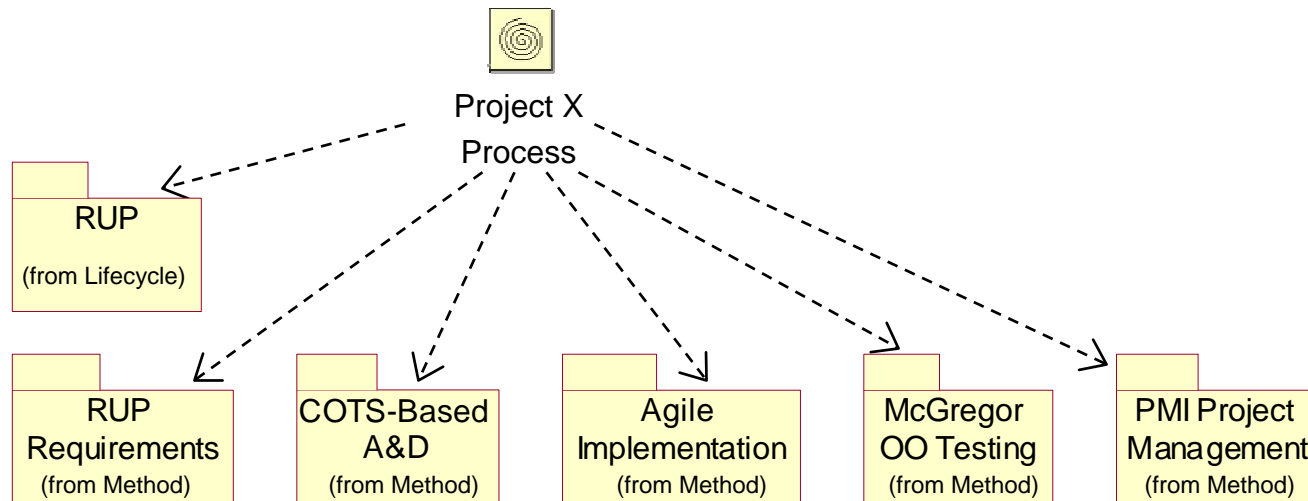 Project X
Process
RUP
(from Lifecycle)
RUP
Requirements
(from Method)
COTS-Based
A&D
(from Method)
Agile
Implementation
(from Method)
McGregor
OO Testing
(from Method)
PMI Project
Management
(from Method)